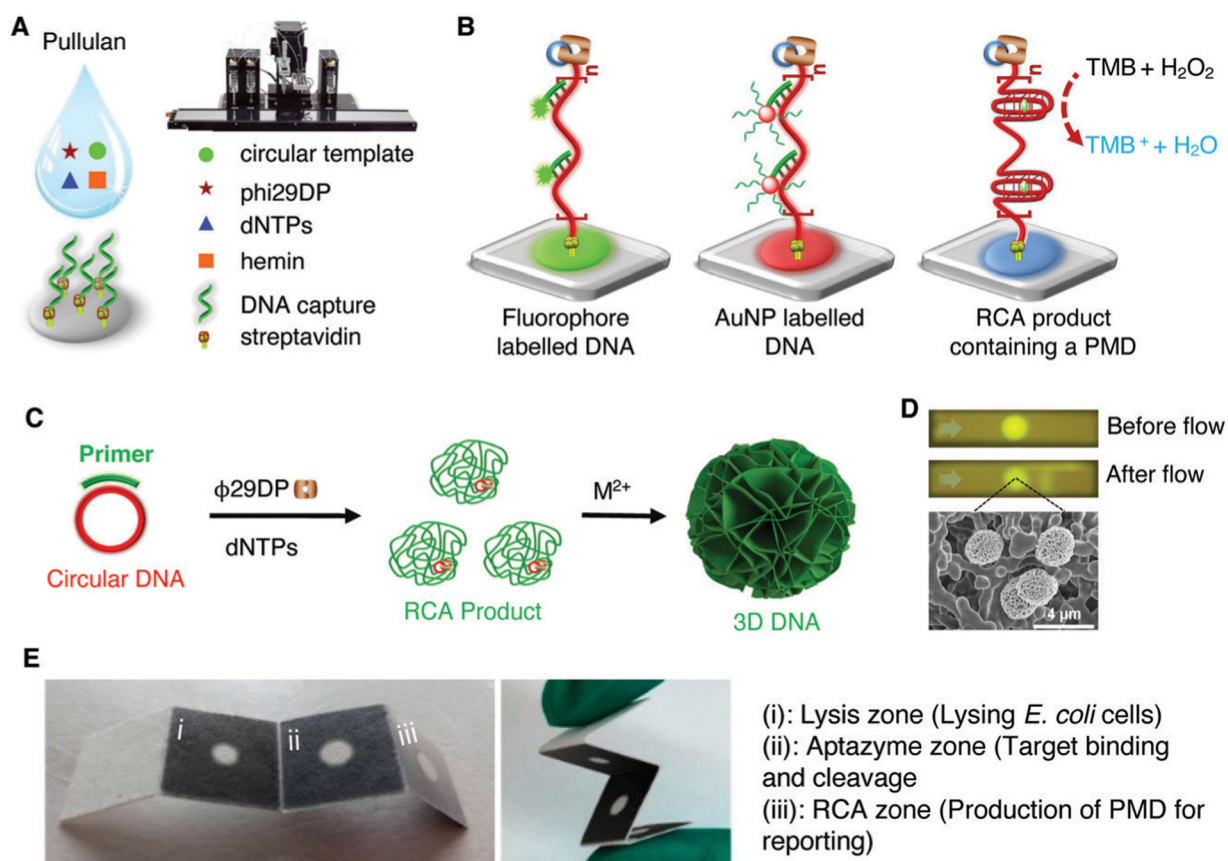 A
Pullulan
circular template
phi29DP
dNTPs
hemin
DNA capture
streptavidin
B
n
n
n
TMB + H₂O₂
TMB⁺ + H₂O
Fluorophore
labelled DNA
AuNP labelled
DNA
RCA product
containing a PMD
C
Primer
Circular DNA
ϕ29DP
dNTPs
RCA Product
M²⁺
3D DNA
D
Before flow
After flow
4 µm
E
i
ii
iii
(i): Lysis zone (Lysing E. coli cells)
(ii): Aptazyme zone (Target binding
and cleavage
(iii): RCA zone (Production of PMD for
reporting)